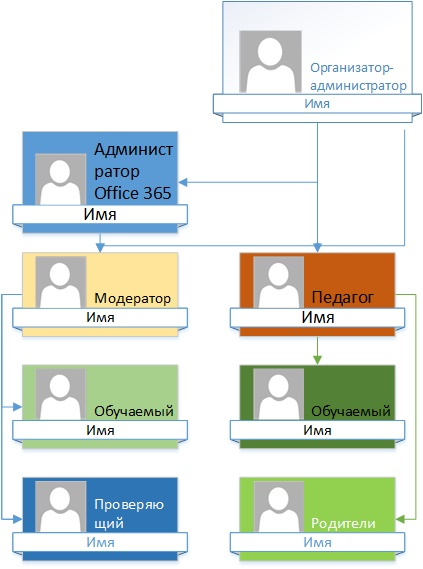 Организатор-
администратор
Имя
Админист
ратор
Office 365
Имя
Модератор
Имя
Педагог
Имя
Обучаемый
Имя
Обучаемый
Имя
Проверяю
щий
Имя
Родители
Имя